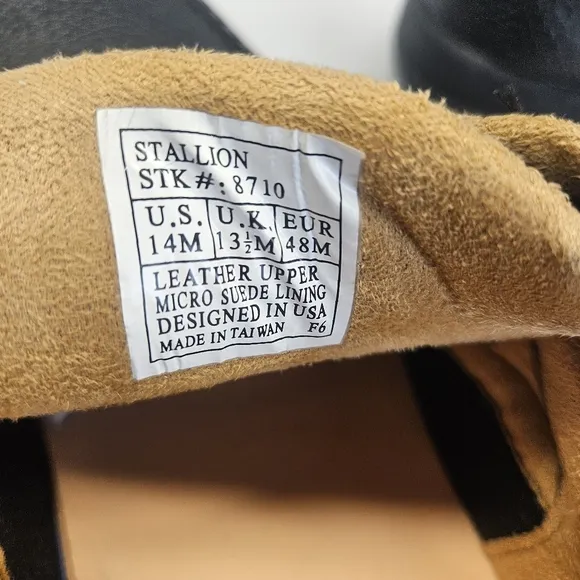 STALLION
STK #: 8710
U.S. U.K. EUR
14M 13½M 48M
LEATHER UPPER
MICRO SUEDE LINING
DESIGNED IN USA
MADE IN TAIWAN F6